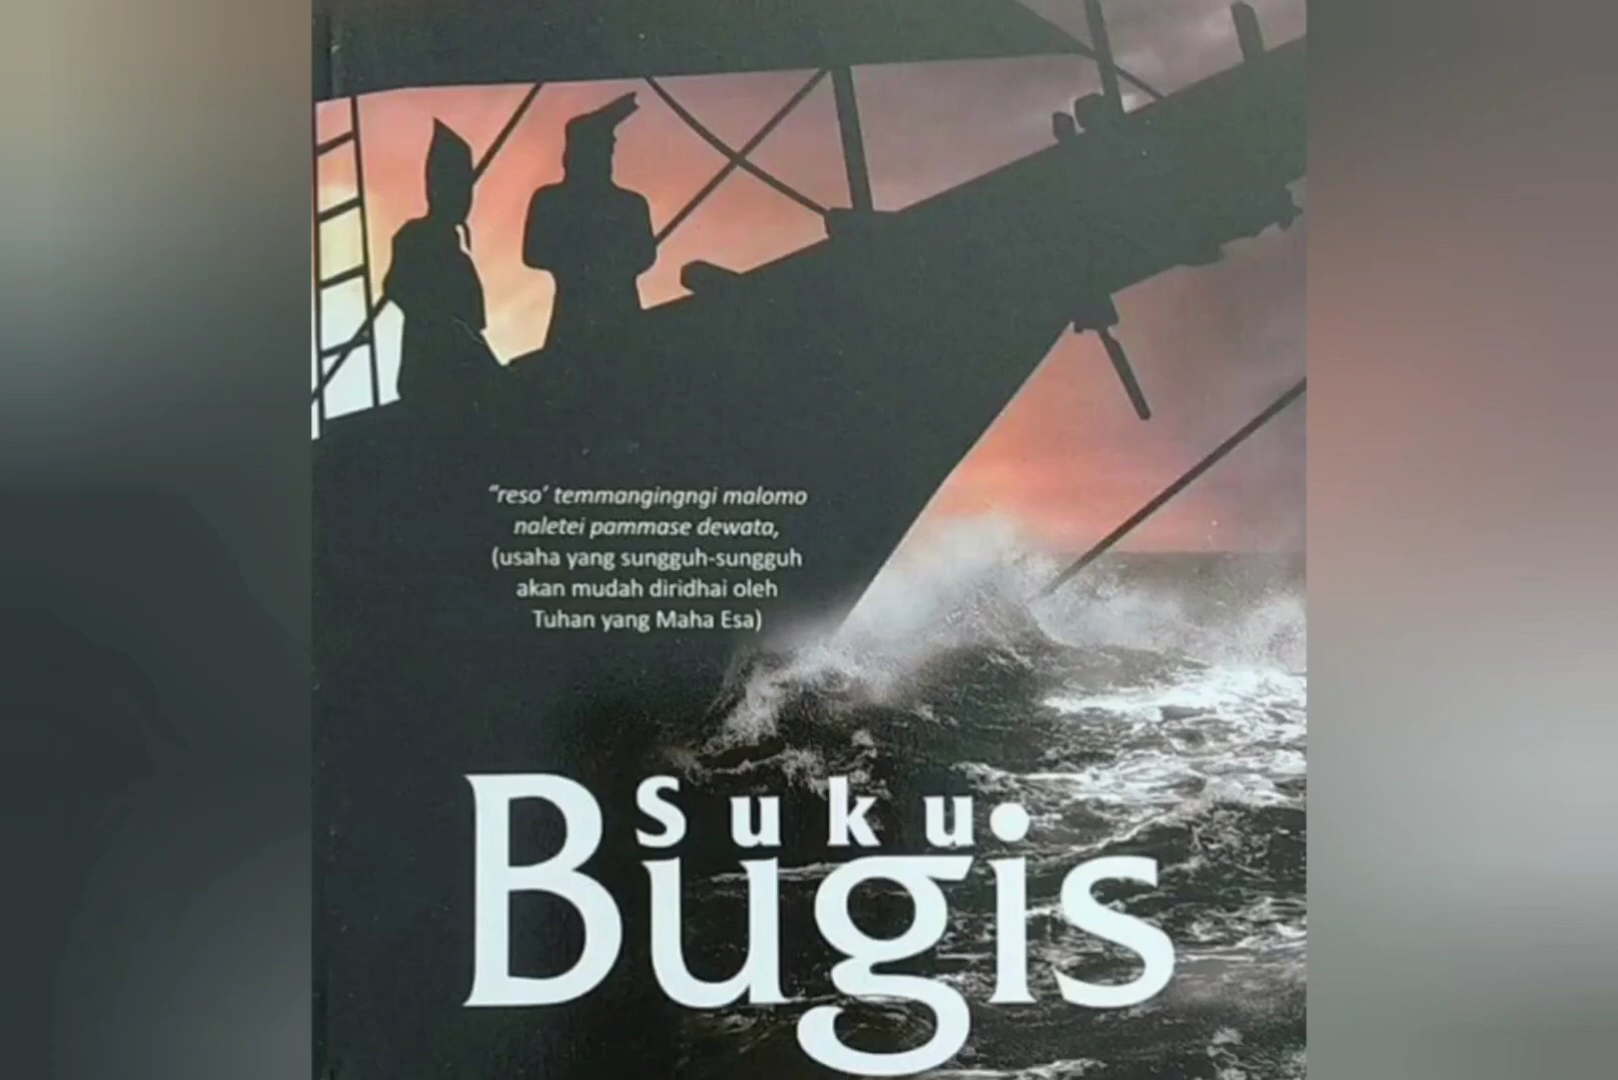 "reso' temmangingngi malomo
naletei pammase dewata,
(usaha yang sungguh-sungguh
akan mudah diridhai oleh
Tuhan yang Maha Esa)
Suku
Bugis